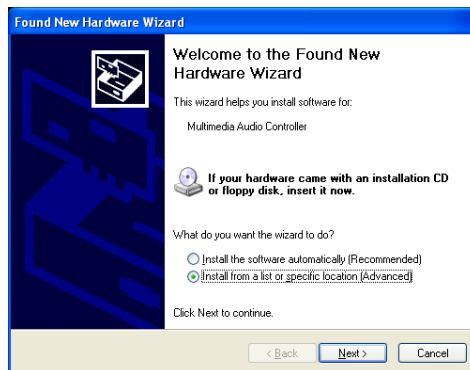 Found New Hardware Wizard
Welcome to the Found New
Hardware Wizard
This wizard helps you install software for:
Multimedia Audio Controller
If your hardware came with an installation CD
or floppy disk, insert it now.
What do you want the wizard to do?
Install the software automatically (Recommended)
Install from a list or specific location (Advanced)
Click Next to continue.
< Back
Next >
Cancel